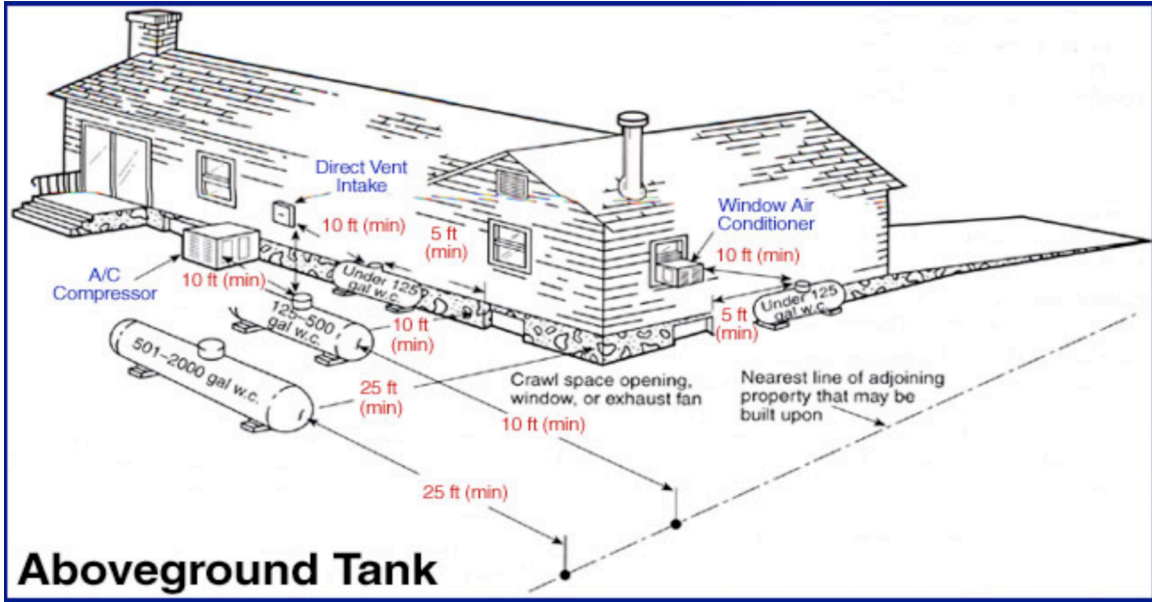 Direct Vent
Intake
10 ft (min)
5 ft
(min)
Window Air
Conditioner
10 ft (min)
A/C
Compressor
10 ft (min)
Under 125
gal w.c.
Under 125
gal w.c.
125–500
gal w.c.
10 ft
(min)
5 ft
(min)
501–2000 gal w.c.
25 ft
(min)
Crawl space opening,
window, or exhaust fan
Nearest line of adjoining
property that may be
built upon
10 ft (min)
25 ft (min)
Aboveground Tank